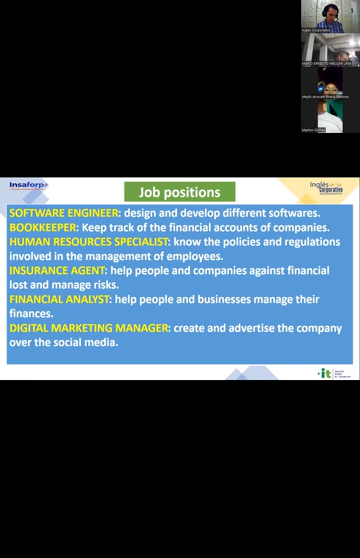 Inglés Corporativo
Insaforp
Job positions
Inglés
Corporativo
SOFTWARE ENGINEER: design and develop different softwares.
BOOKKEEPER: Keep track of the financial accounts of companies.
HUMAN RESOURCES SPECIALIST: know the policies and regulations
involved in the management of employees.
INSURANCE AGENT: help people and companies against financial
lost and manage risks.
FINANCIAL ANALYST: help people and businesses manage their
finances.
DIGITAL MARKETING MANAGER: create and advertise the company
over the social media.
it